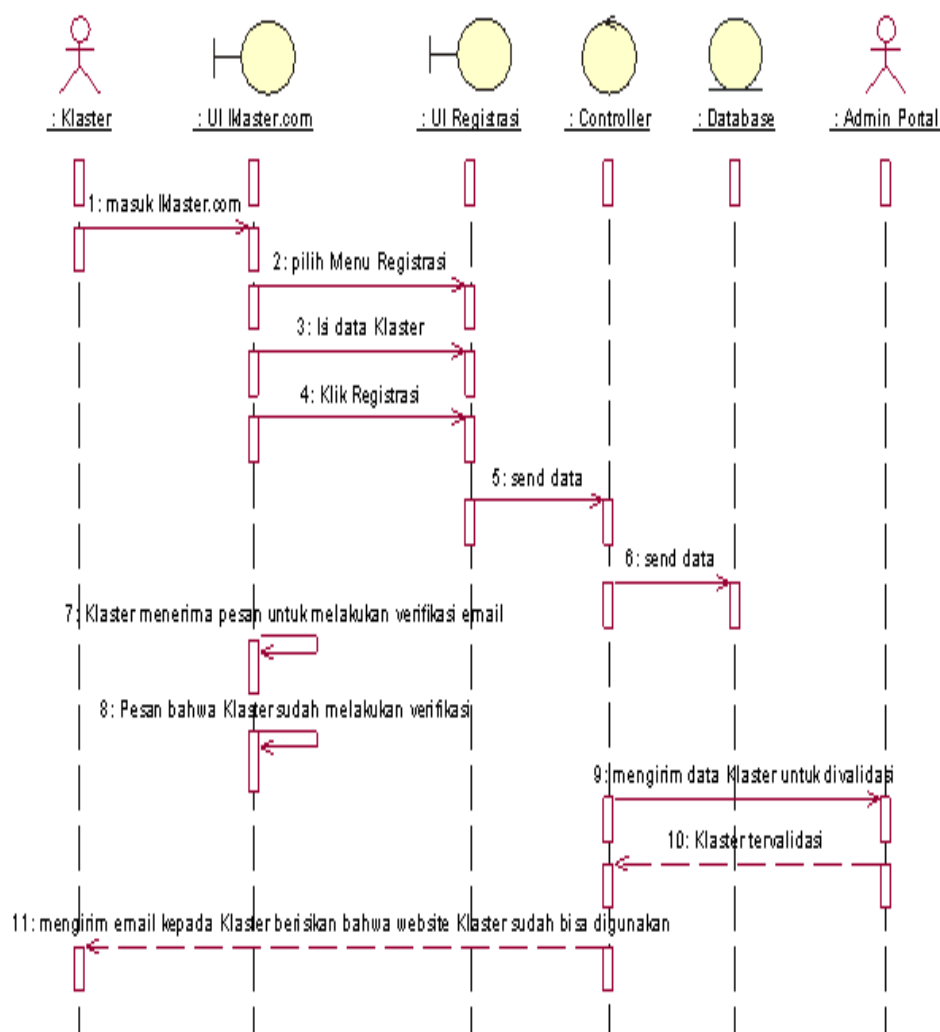 : Klaster
: UI Iklaster.com
: UI Registrasi
: Controller
: Database
: Admin Portal
1: masuk Iklaster.com
2: pilih Menu Registrasi
3: Isi data Klaster
4: Klik Registrasi
5: send data
6: send data
7: Klaster menerima pesan untuk melakukan verifikasi email
8: Pesan bahwa Klaster sudah melakukan verifikasi
9: mengirim data Klaster untuk divalidasi
10: Klaster tervalidasi
11: mengirim email kepada Klaster berisikan bahwa website Klaster sudah bisa digunakan